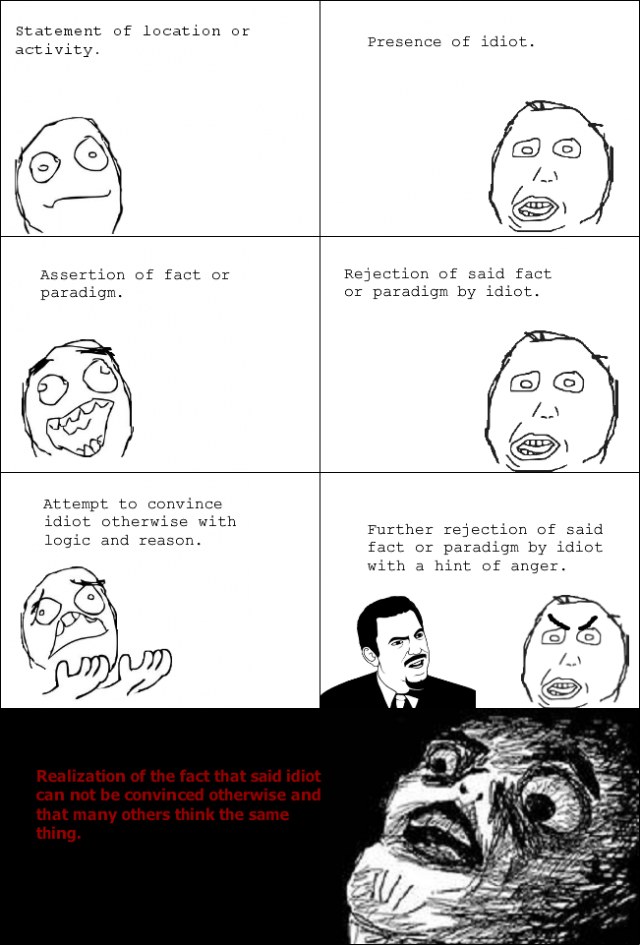 Statement of location or
activity.
Presence of idiot.
Assertion of fact or
paradigm.
Rejection of said fact
or paradigm by idiot.
Attempt to convince
idiot otherwise with
logic and reason.
Further rejection of said
fact or paradigm by idiot
with a hint of anger.
Realization of the fact that said idiot
can not be convinced otherwise and
that many others think the same
thing.